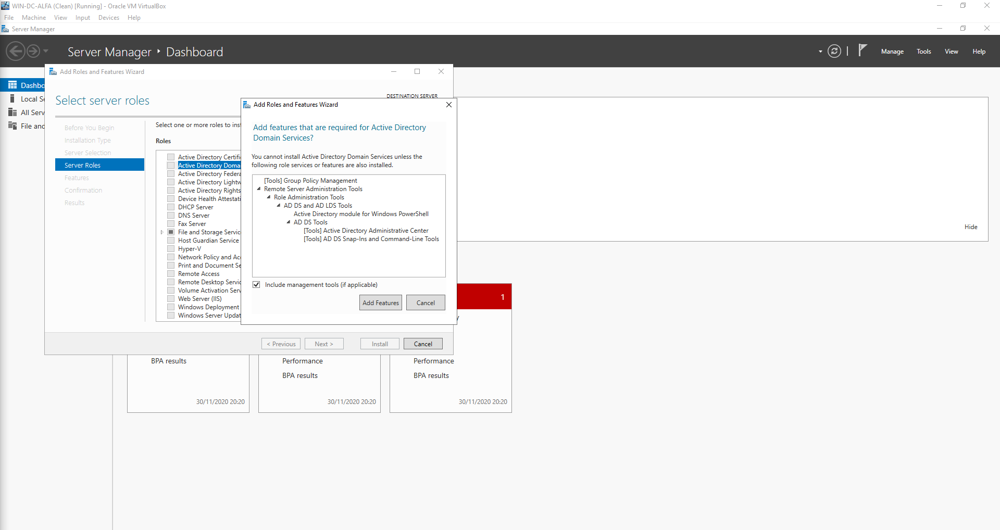 WIN-DC-ALFA (Clean) [Running] - Oracle VM VirtualBox
File Machine View Input Devices Help
Server Manager
Server Manager ‣ Dashboard
Manage Tools View Help
Add Roles and Features Wizard
Select server roles
DESTINATION SERVER
Before You Begin
Installation Type
Server Selection
Server Roles
Features
Confirmation
Results
Select one or more roles to
Roles
Active Directory
Active Directory
Active Directory
Active Directory
Active Directory Rights
Device Health
DHCP Server
DNS Server
Fax Server
File and Storage
Host Guardian Service
Hyper-V
Network Policy and
Print and Document
Remote Access
Remote Desktop
Volume Activation
Web Server (IIS)
Windows Deployment
Windows Server
< Previous
Next >
Install
Cancel
Add Roles and Features Wizard
Add features that are required for Active Directory
Domain Services?
You cannot install Active Directory Domain Services unless the
following role services or features are also installed.
[Tools] Group Policy Management
Remote Server Administration Tools
Role Administration Tools
AD DS and AD LDS Tools
Active Directory module for Windows PowerShell
AD DS Tools
[Tools] Active Directory Administrative Center
[Tools] AD DS Snap-Ins and Command-Line Tools
Include management tools (if applicable)
Add Features
Cancel
Dashbo
Local Se
All Serv
File and
Hide
1
BPA results
30/11/2020 20:20
Performance
BPA results
30/11/2020 20:20
Performance
BPA results
30/11/2020 20:20